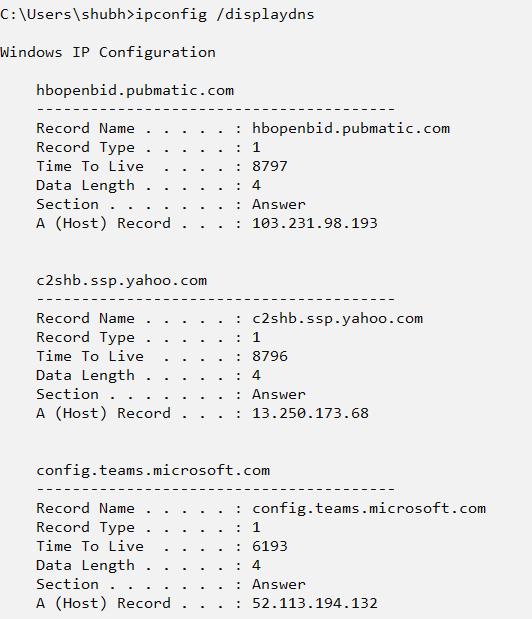 C:\Users\shubh>ipconfig /displaydns
Windows IP Configuration
hbopenbid.pubmatic.com
----------------------------------------
Record Name . . . . . : hbopenbid.pubmatic.com
Record Type . . . . . : 1
Time To Live  . . . . : 8797
Data Length . . . . . : 4
Section . . . . . . . : Answer
A (Host) Record . . . : 103.231.98.193
c2shb.ssp.yahoo.com
----------------------------------------
Record Name . . . . . : c2shb.ssp.yahoo.com
Record Type . . . . . : 1
Time To Live  . . . . : 8796
Data Length . . . . . : 4
Section . . . . . . . : Answer
A (Host) Record . . . : 13.250.173.68
config.teams.microsoft.com
----------------------------------------
Record Name . . . . . : config.teams.microsoft.com
Record Type . . . . . : 1
Time To Live  . . . . : 6193
Data Length . . . . . : 4
Section . . . . . . . : Answer
A (Host) Record . . . : 52.113.194.132